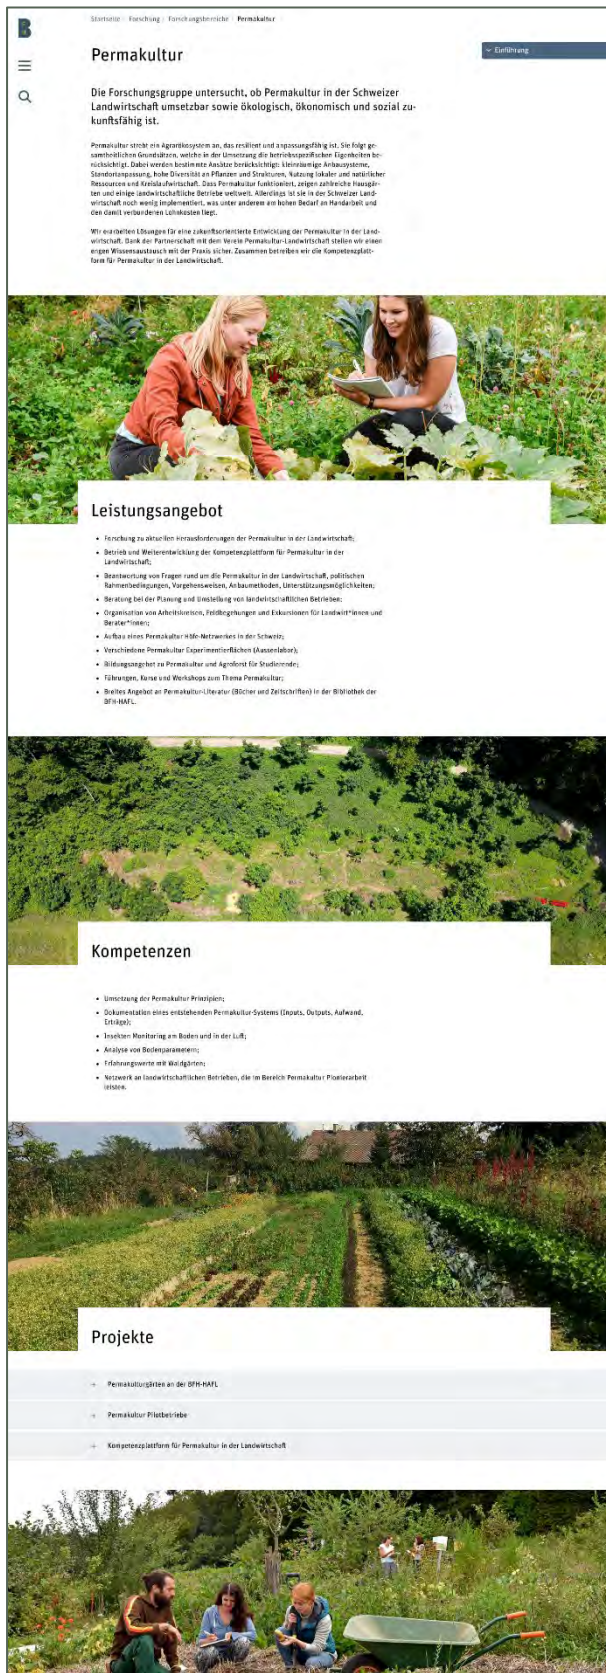 B
Startseite / Forschung / Forschungsbereiche / Permakultur
Permakultur
Einführung
Die Forschungsgruppe untersucht, ob Permakultur in der Schweizer
Landwirtschaft umsetzbar sowie ökologisch, ökonomisch und sozial zu-
kunftsfähig ist.
Permakultur strebt ein Agrarökosystem an, das resilient und anpassungsfähig ist. Sie folgt ge-
samtheitlichen Grundsätzen, welche in der Umsetzung die betriebsspezifischen Eigenheiten be-
rücksichtigt. Dabei werden bestimmte Ansätze berücksichtigt: kleinräumige Anbausysteme,
Standortanpassung, hohe Diversität an Pflanzen und Strukturen, Nutzung lokaler und natürlicher
Ressourcen und Kreislaufwirtschaft. Dass Permakultur funktioniert, zeigen zahlreiche Hausgär-
ten und einige landwirtschaftliche Betriebe weltweit. Allerdings ist sie in der Schweizer Land-
wirtschaft noch wenig implementiert, was unter anderem am hohen Bedarf an Handarbeit und
den damit verbundenen Lohnkosten liegt.
Wir erarbeiten Lösungen für eine zukunftsorientierte Entwicklung der Permakultur in der Land-
wirtschaft. Dank der Partnerschaft mit dem Verein Permakultur-Landwirtschaft stellen wir einen
engen Wissensaustausch mit der Praxis sicher. Zusammen betreiben wir die Kompetenzplatt-
form für Permakultur in der Landwirtschaft.
Leistungsangebot
• Forschung zu aktuellen Herausforderungen der Permakultur in der Landwirtschaft;
• Betrieb und Weiterentwicklung der Kompetenzplattform für Permakultur in der
Landwirtschaft;
• Beantwortung von Fragen rund um die Permakultur in der Landwirtschaft, politischen
Rahmenbedingungen, Vorgehensweisen, Anbaumethoden, Unterstützungsmöglichkeiten;
• Beratung bei der Planung und Umstellung von landwirtschaftlichen Betrieben;
• Organisation von Arbeitskreisen, Feldbegehungen und Exkursionen für Landwirt*innen und
Berater*innen;
• Aufbau eines Permakultur Höfe-Netzwerkes in der Schweiz;
• Verschiedene Permakultur Experimentierflächen (Aussenlabor);
• Bildungsangebot zu Permakultur und Agroforst für Studierende;
• Führungen, Kurse und Workshops zum Thema Permakultur;
• Breites Angebot an Permakultur-Literatur (Bücher und Zeitschriften) in der Bibliothek der
BFH-HAFL.
Kompetenzen
• Umsetzung der Permakultur Prinzipien;
• Dokumentation eines entstehenden Permakultur-Systems (Inputs, Outputs, Aufwand,
Erträge);
• Insekten Monitoring am Boden und in der Luft;
• Analyse von Bodenparametern;
• Erfahrungswerte mit Waldgärten;
• Netzwerk an landwirtschaftlichen Betrieben, die im Bereich Permakultur Pionierarbeit
leisten.
Projekte
Permakulturgärten an der BFH-HAFL
Permakultur Pilotbetriebe
Kompetenzplattform für Permakultur in der Landwirtschaft